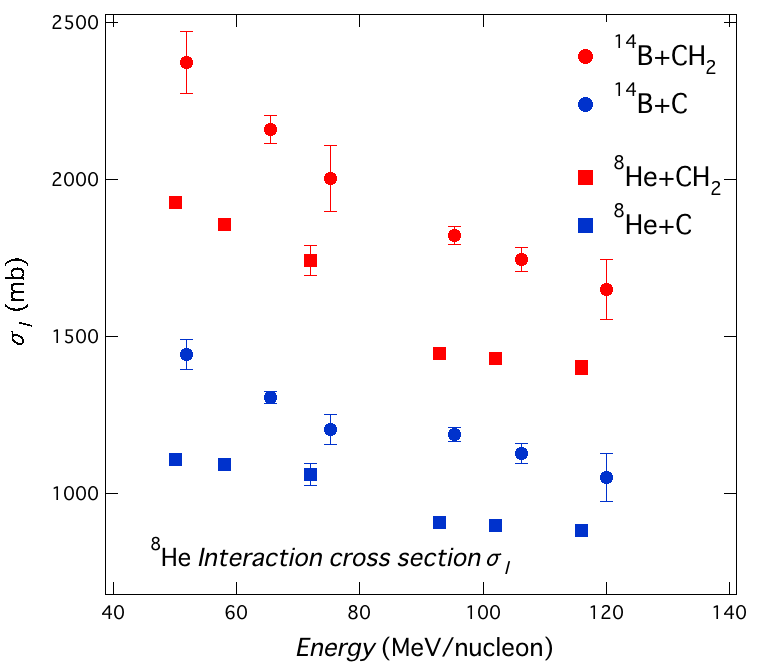 2500
2000
1500
1000
σI (mb)
14B+CH2
14B+C
8He+CH2
8He+C
8He Interaction cross section σI
40 60 80 100 120 140
Energy (MeV/nucleon)